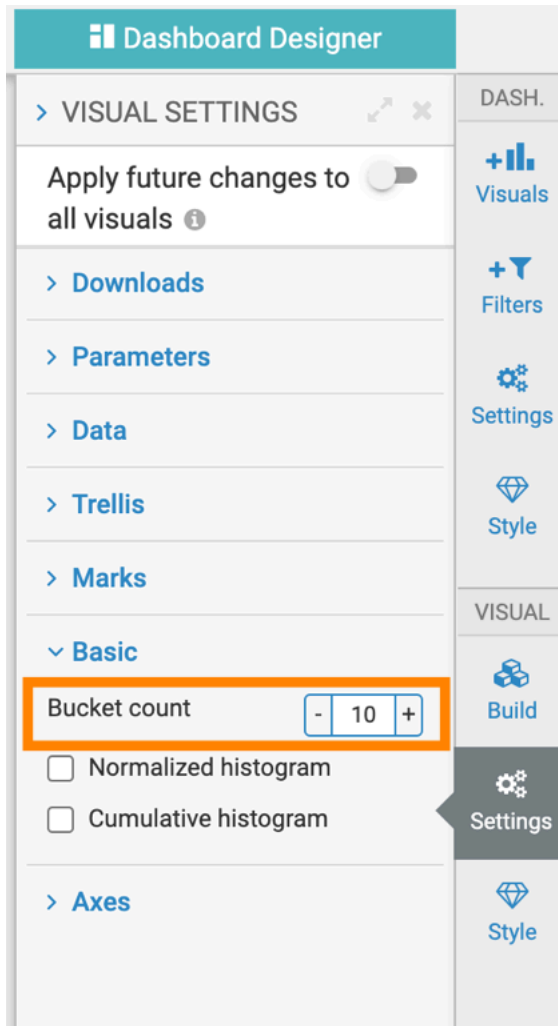 Dashboard Designer
VISUAL SETTINGS
Apply future changes to
all visuals
Downloads
Parameters
Data
Trellis
Marks
Basic
Bucket count - 10 +
Normalized histogram
Cumulative histogram
Axes
DASH.
Visuals
Filters
Settings
Style
VISUAL
Build
Settings
Style